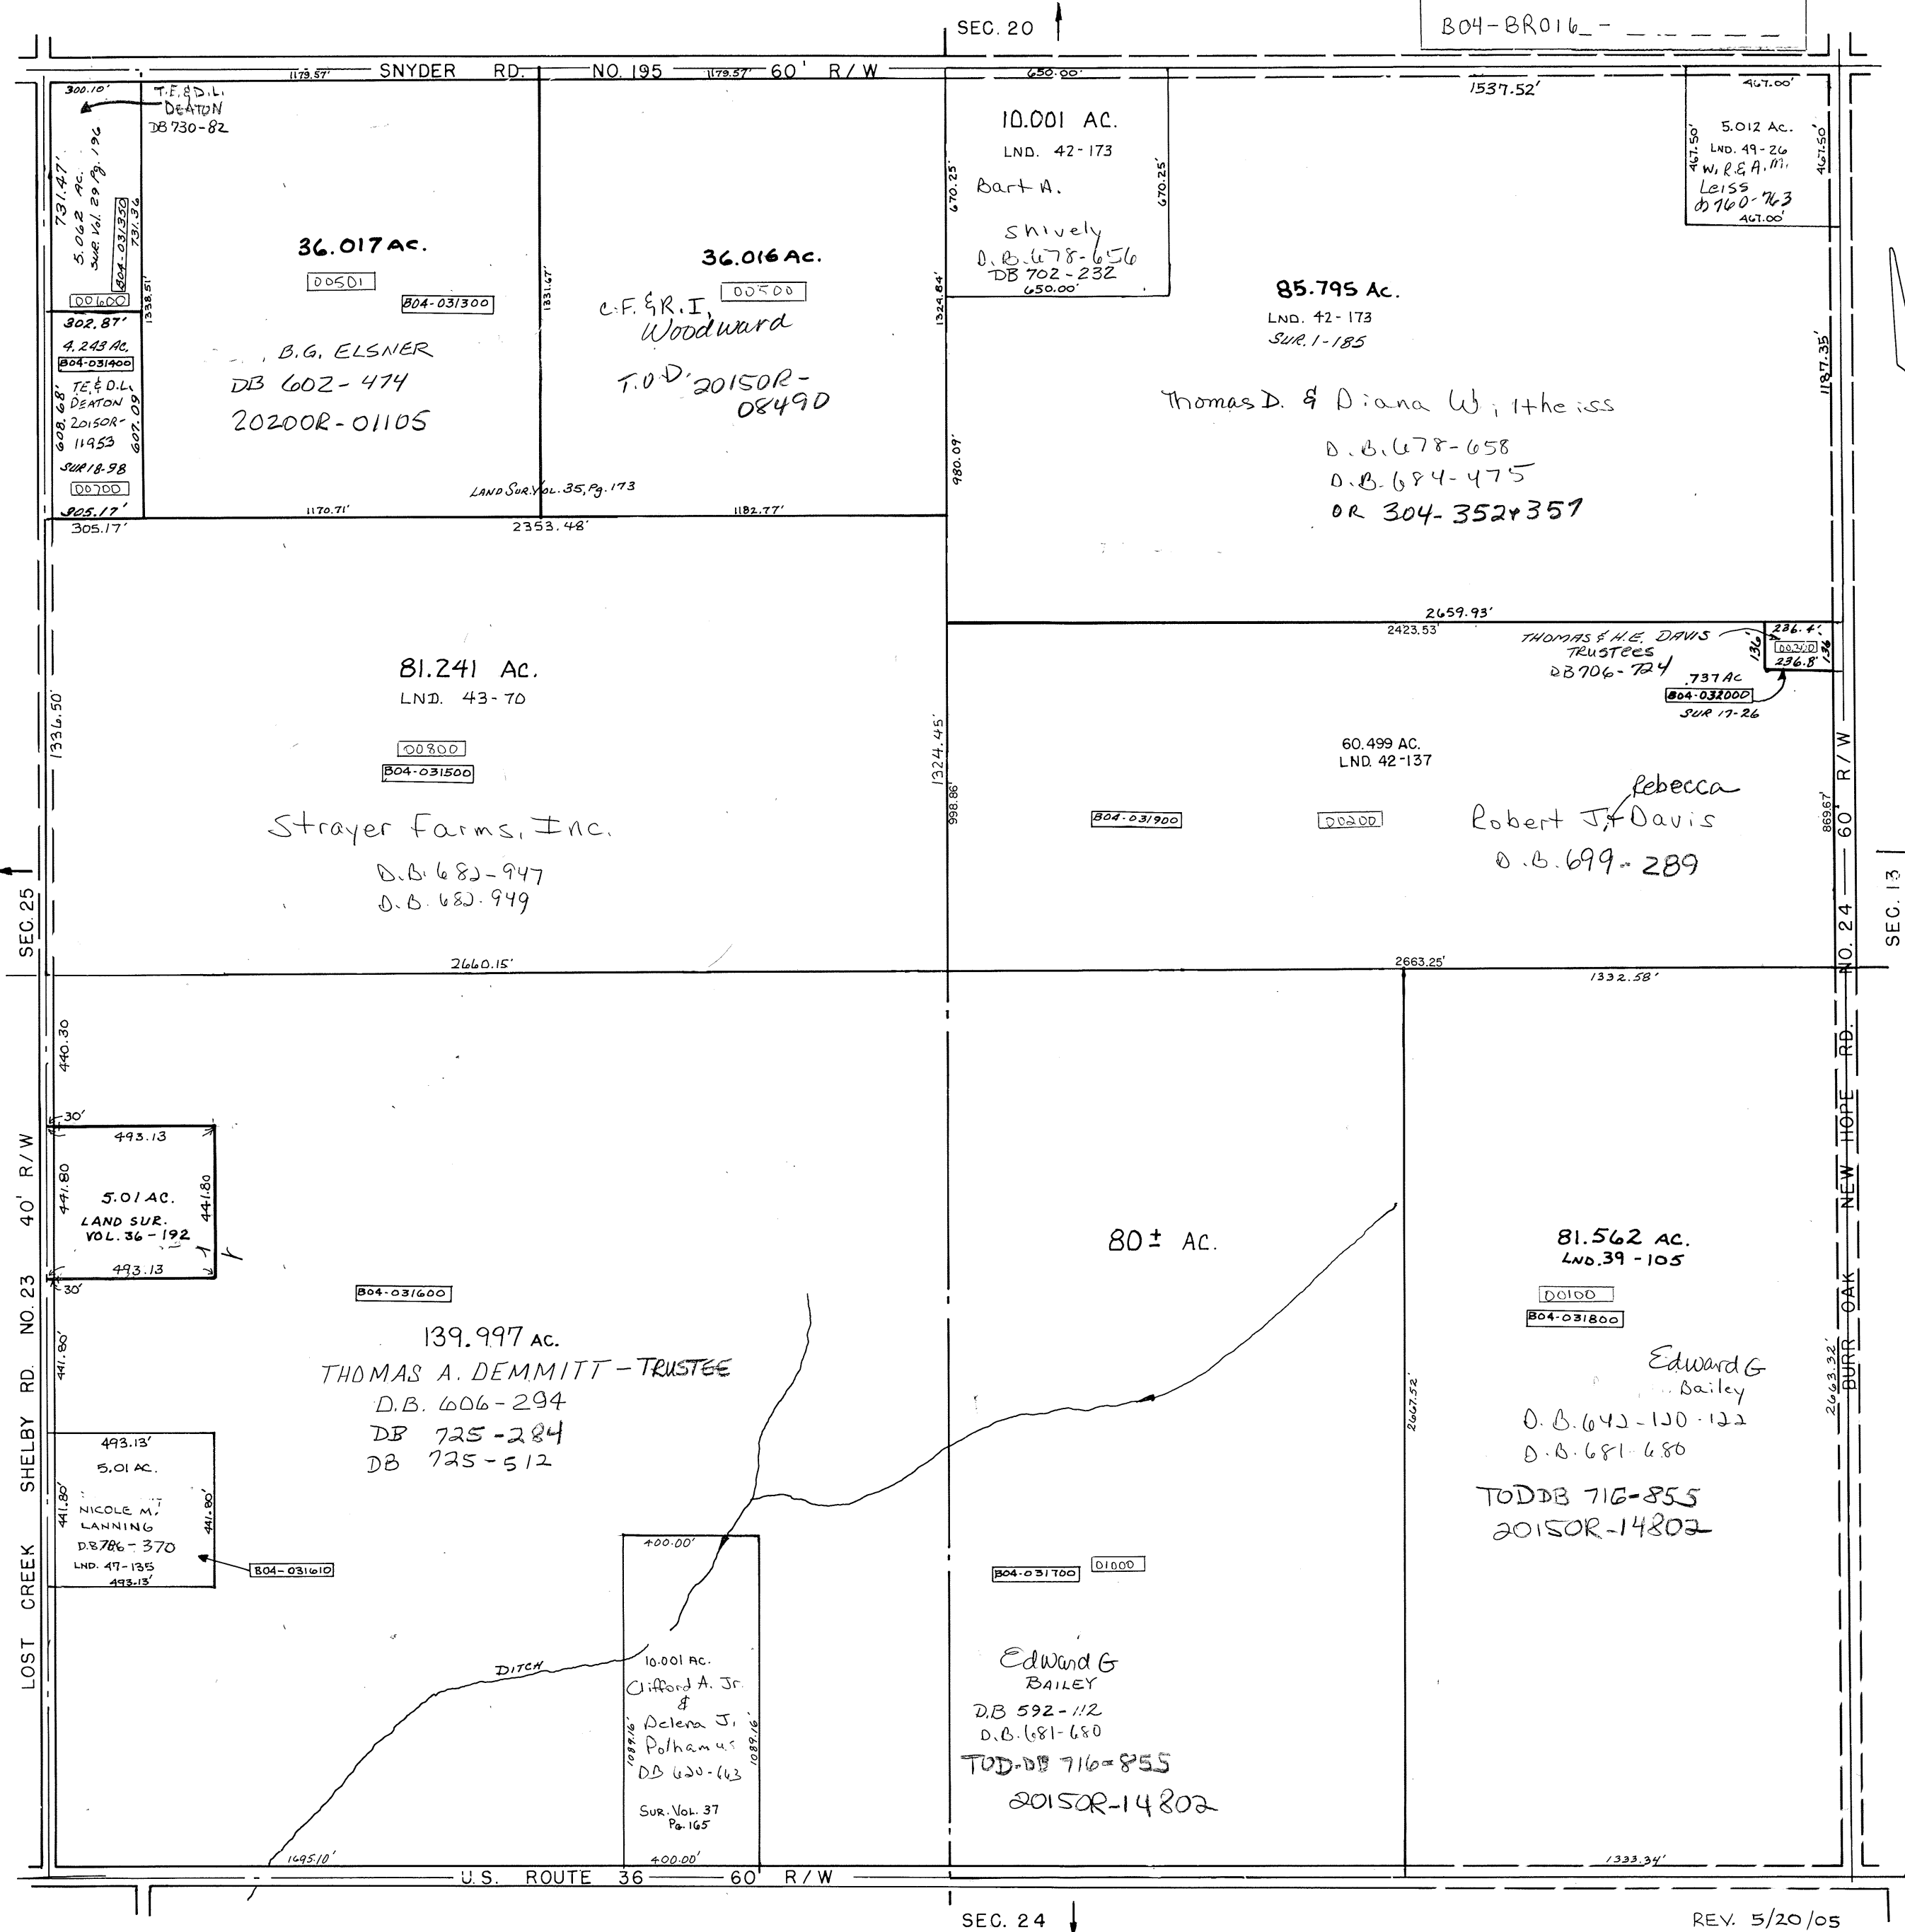 SEC. 20
B04-BR016_-
SNYDER RD. NO. 195 60' R/W
1179.57'
1179.57'
650.00'
1537.52'
467.00'
300.10'
T.E. & D.L.
DEATON
DB 730-82
731.47'
5.062 AC.
SUR. Vol. 29 Pg. 196
B04-031350
731.36
00600
1338.51'
302.87'
4.243 AC.
B04-031400
608.68'
T.E. & D.L.
DEATON
2015OR-
11953
607.09
SUR 18-98
00700
305.17'
305.17'
36.017 AC.
00501
B04-031300
B.G. ELSNER
DB 602-474
2020OR-01105
1331.67'
1170.71'
36.016 AC.
00500
C.F. & R.I.
Woodward
T.O.D. 2015OR-
08490
LAND SUR. VOL. 35, Pg. 173
1182.77'
2353.48'
10.001 AC.
LND. 42-173
Bart A.
Shively
D.B. 678-656
DB 702-232
650.00'
670.25'
670.25'
1324.84'
980.09'
5.012 AC.
LND. 49-26
W.R. & A.M.
Leiss
760-763
467.00'
467.50'
467.50'
85.795 AC.
LND. 42-173
SUR. 1-185
Thomas D. & Diana Wiltheiss
D.B. 678-658
D.B. 684-475
OR 304-352+357
1187.35'
2659.93'
2423.53'
THOMAS & H.E. DAVIS
TRUSTEES
DB 706-724
236.4'
136'
136'
236.8'
.737 AC
B04-032000
SUR 17-26
81.241 AC.
LND. 43-70
00800
B04-031500
Strayer Farms, Inc.
D.B. 682-947
D.B. 682-949
1336.50'
1324.45'
998.86'
60.499 AC.
LND. 42-137
B04-031900
00200
Rebecca
Robert J. + Davis
D.B. 699-289
869.67'
SEC. 25
SEC. 13
2660.15'
2663.25'
1332.58'
440.30
30'
493.13
441.80
441.80
5.01 AC.
LAND SUR.
VOL. 36-192
493.13
30'
441.80'
B04-031600
139.997 AC.
THOMAS A. DEMMITT - TRUSTEE
D.B. 606-294
DB 725-284
DB 725-512
493.13'
5.01 AC.
441.80'
441.80'
NICOLE M.
LANNING
D.B 786-370
LND. 47-135
493.13'
B04-031610
DITCH
400.00'
10.001 AC.
Clifford A. Jr.
&
Delena J.
Polhamus
DB 620-663
1089.16'
1089.16'
SUR. VOL. 37
PG. 165
400.00'
1695.10'
80± AC.
B04-031700
01000
Edward G
BAILEY
D.B 592-112
D.B. 681-680
TOD-DB 716-855
2015OR-14802
2667.52'
81.562 AC.
LND. 39-105
00100
B04-031800
Edward G
Bailey
D.B. 642-120-122
D.B. 681-680
TOD DB 716-855
2015OR-14802
2663.32'
1333.34'
LOST CREEK SHELBY RD. NO. 23 40' R/W
BURR OAK NEW HOPE RD. NO. 24 60' R/W
U.S. ROUTE 36 60' R/W
SEC. 24
REV. 5/20/05